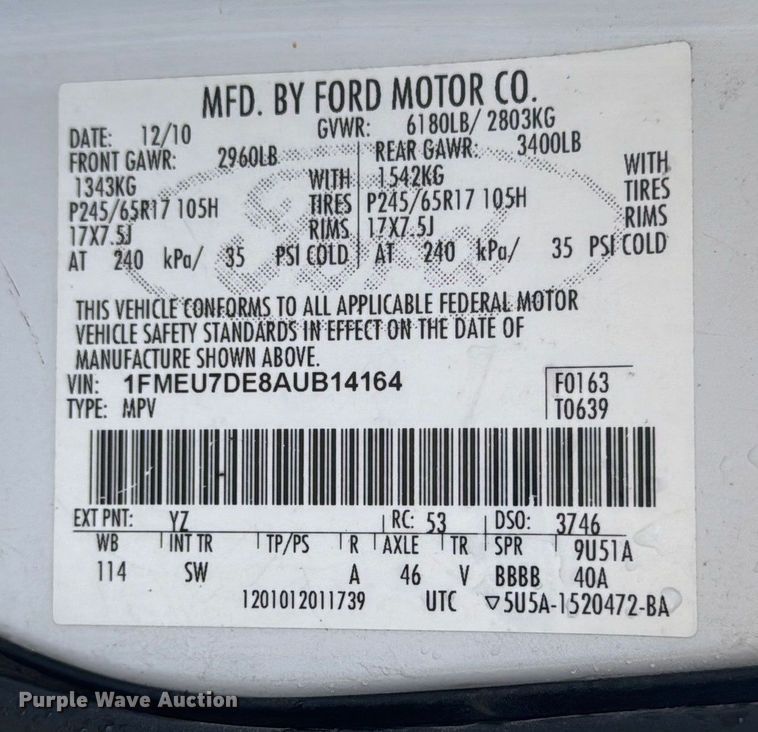 MFD. BY FORD MOTOR CO.
DATE: 12/10 GVWR: 6180LB/ 2803KG
FRONT GAWR: 2960LB REAR GAWR: 3400LB
1343KG WITH 1542KG WITH
P245/65R17 105H TIRES P245/65R17 105H TIRES
17X7.5J RIMS 17X7.5J RIMS
AT 240 kPa/ 35 PSI COLD AT 240 kPa/ 35 PSI COLD
THIS VEHICLE CONFORMS TO ALL APPLICABLE FEDERAL MOTOR
VEHICLE SAFETY STANDARDS IN EFFECT ON THE DATE OF
MANUFACTURE SHOWN ABOVE.
VIN: 1FMEU7DE8AUB14164 F0163
TYPE: MPV T0639
EXT PNT: YZ RC: 53 DSO: 3746
WB INT TR TP/PS R AXLE TR SPR 9U51A
114 SW A 46 V BBBB 40A
1201012011739 UTC ▽5U5A-1520472-BA
Purple Wave Auction